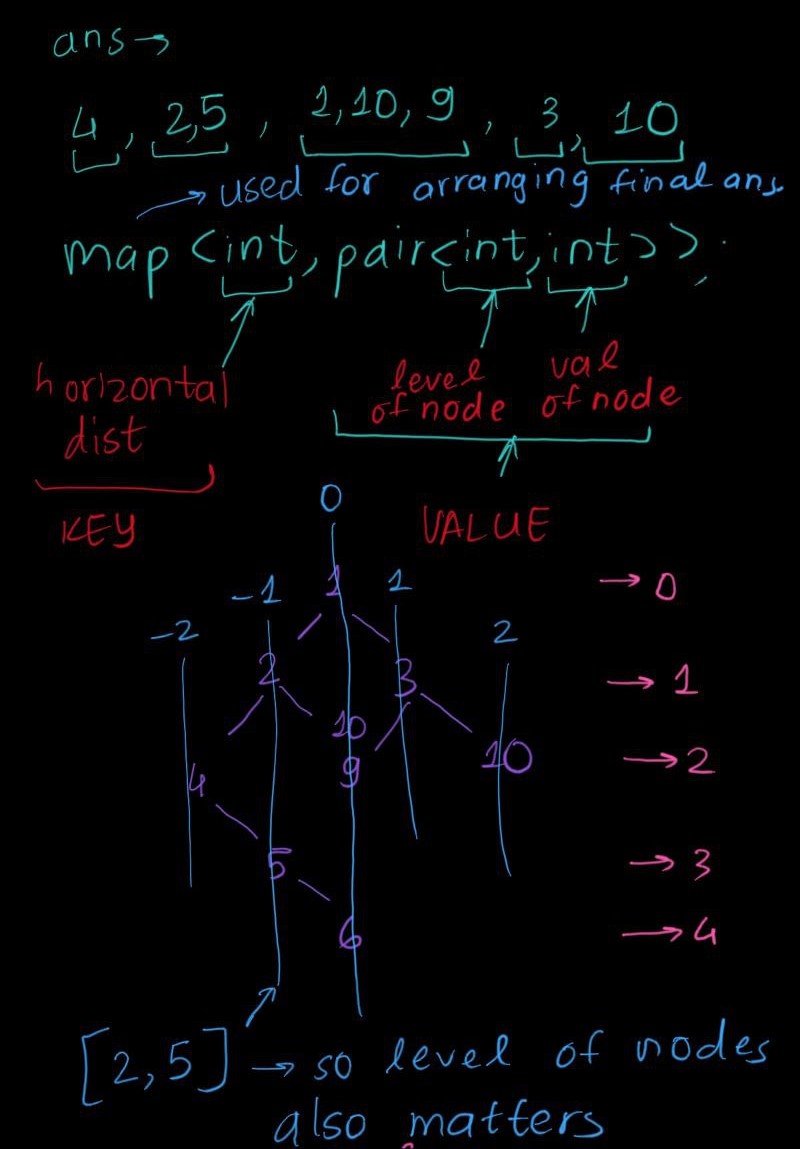 ans →
4, 2,5, 1,10,9, 3, 10
→ used for arranging final ans.
map <int, pair<int,int>>;
horizontal dist
level of node
val of node
KEY
VALUE
0
-1 1 1 → 0
-2 2
2 3 → 1
10
4 9 10 → 2
5 → 3
6 → 4
[2,5] → so level of nodes
also matters